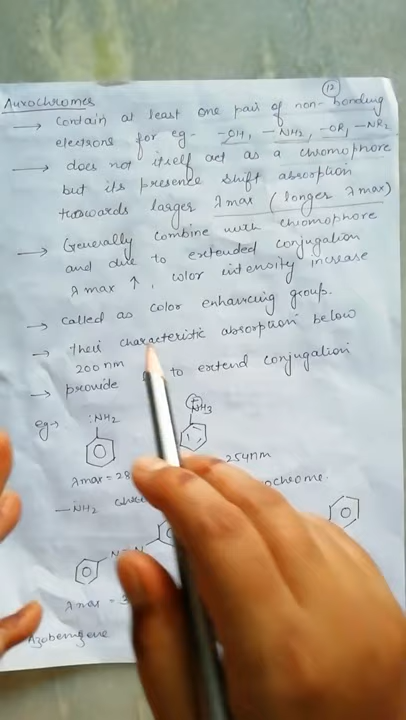 (12)
Auxochromes
→ Contain at least one pair of non-bonding
electrons for eg- -OH, -NH2, -OR, -NR2
→ does not itself act as a chromophore
but its presence shift absorption
turowards larger λmax (longer λmax)
→ Generally combine with chromophore
and due to extended conjugation
λmax ↑, color intensity increase
→ called as color enhancing group.
→ Their characteristic absorption below
200nm
→ provide to extend conjugation
eg→ :NH2 NH3
λmax = 28 254nm
-NH2 ochrome.
N N
λmax = 3
Azobenzene